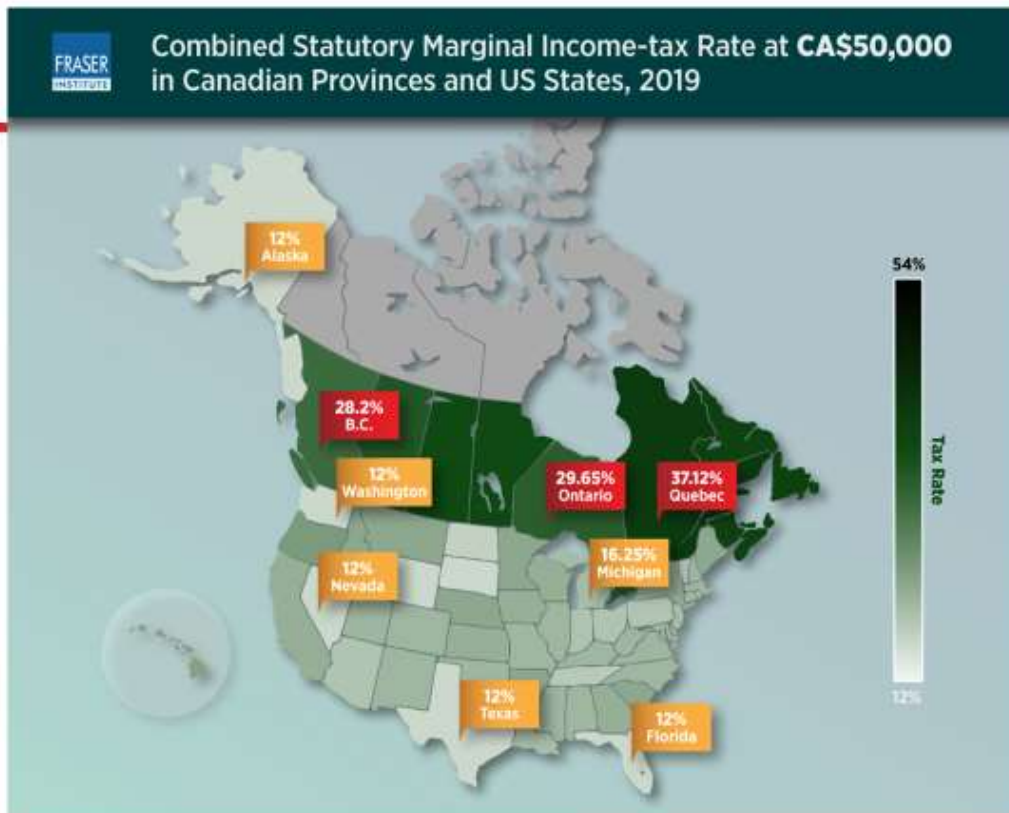 FRASER
INSTITUTE
Combined Statutory Marginal Income-tax Rate at CA$50,000
in Canadian Provinces and US States, 2019
12%
Alaska
54%
28.2%
B.C.
12%
Washington
29.65%
Ontario
37.12%
Quebec
Tax Rate
12%
Nevada
16.25%
Michigan
12%
Texas
12%
Florida
12%